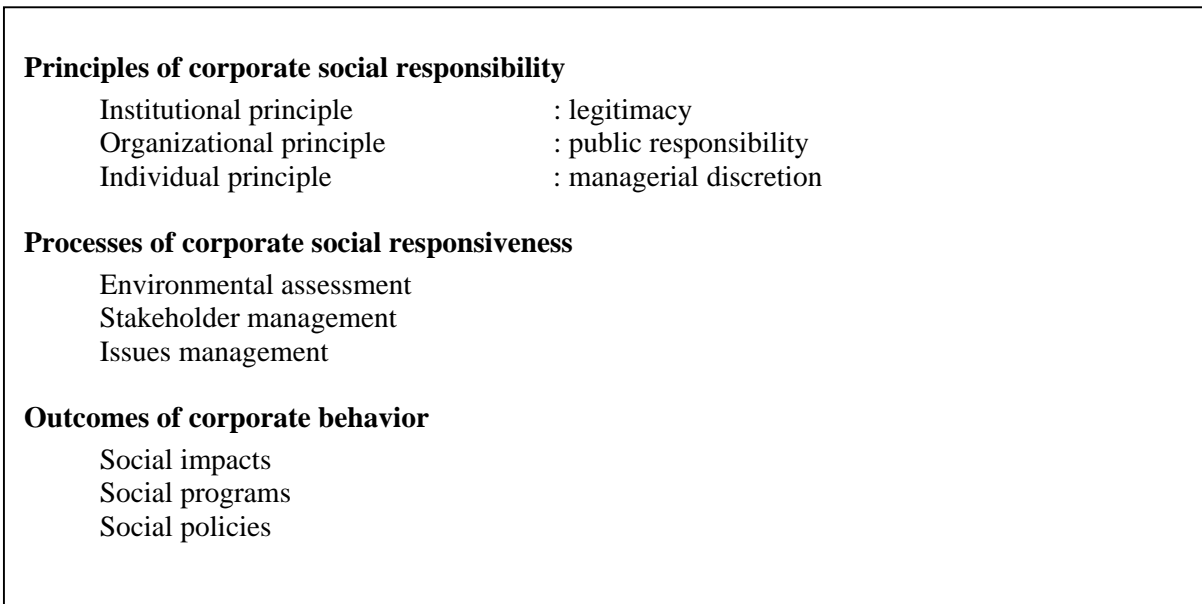 Principles of corporate social responsibility
Institutional principle : legitimacy
Organizational principle : public responsibility
Individual principle : managerial discretion
Processes of corporate social responsiveness
Environmental assessment
Stakeholder management
Issues management
Outcomes of corporate behavior
Social impacts
Social programs
Social policies